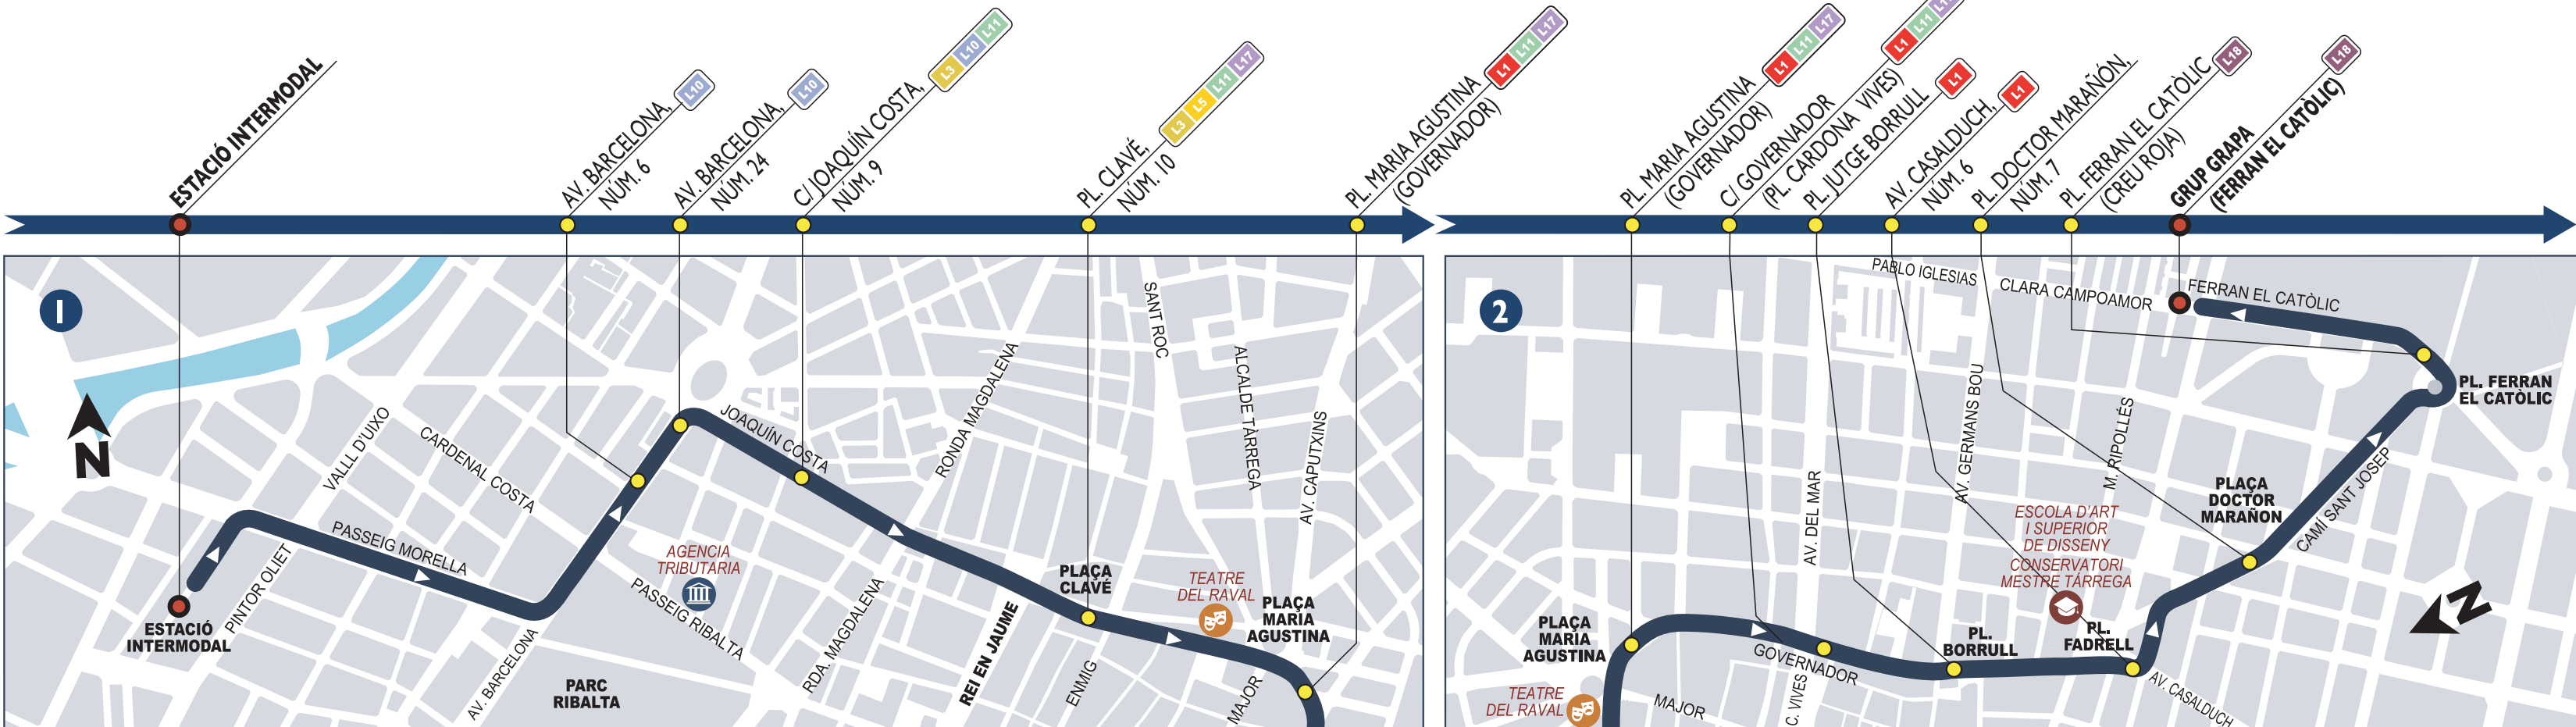 ESTACIÓ INTERMODAL
AV. BARCELONA,
NÚM. 6
L10
AV. BARCELONA,
NÚM. 24
L10
C/ JOAQUÍN COSTA,
NÚM. 9
L3 L10 L11
PL. CLAVÉ,
NÚM. 10
L3 L5 L11 L17
PL. MARIA AGUSTINA
(GOVERNADOR)
L1 L11 L17
PL. MARIA AGUSTINA
(GOVERNADOR)
L1 L11 L17
C/ GOVERNADOR
(PL. CARDONA VIVES)
L1 L11
PL. JUTGE BORRULL
L1
AV. CASALDUCH,
NÚM. 6
L1
PL. DOCTOR MARAÑÓN,
NÚM. 7
PL. FERRAN EL CATÒLIC
(CREU ROJA)
L18
GRUP GRAPA
(FERRAN EL CATÒLIC)
L18
1
N
VALLL D'UIXO
CARDENAL COSTA
JOAQUÍN COSTA
RONDA MAGDALENA
SANT ROC
ALCALDE TÀRREGA
AV. CAPUTXINS
PASSEIG MORELLA
PINTOR OLIET
ESTACIÓ
INTERMODAL
AV. BARCELONA
AGENCIA
TRIBUTARIA
PASSEIG RIBALTA
PARC
RIBALTA
RDA. MAGDALENA
REI EN JAUME
PLAÇA
CLAVÉ
ENMIG
TEATRE
DEL RAVAL
PLAÇA
MARIA
AGUSTINA
MAJOR
2
PABLO IGLESIAS
CLARA CAMPOAMOR
FERRAN EL CATÒLIC
PL. FERRAN
EL CATÒLIC
AV. GERMANS BOU
M. RIPOLLÉS
AV. DEL MAR
PLAÇA
DOCTOR
MARAÑON
CAMÍ SANT JOSEP
ESCOLA D'ART
I SUPERIOR
DE DISSENY
CONSERVATORI
MESTRE TÁRREGA
N
PLAÇA
MARIA
AGUSTINA
GOVERNADOR
PL.
BORRULL
PL.
FADRELL
AV. CASALDUCH
TEATRE
DEL RAVAL
MAJOR
C. VIVES